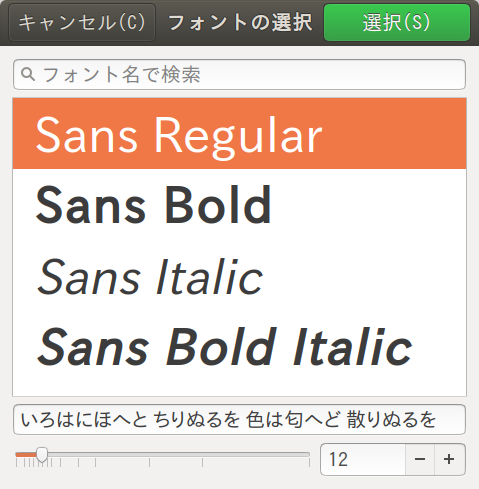 キャンセル(C) フォントの選択 選択(S)
フォント名で検索
Sans Regular
Sans Bold
Sans Italic
Sans Bold Italic
いろはにほへと ちりぬるを 色は匂へど 散りぬるを
12